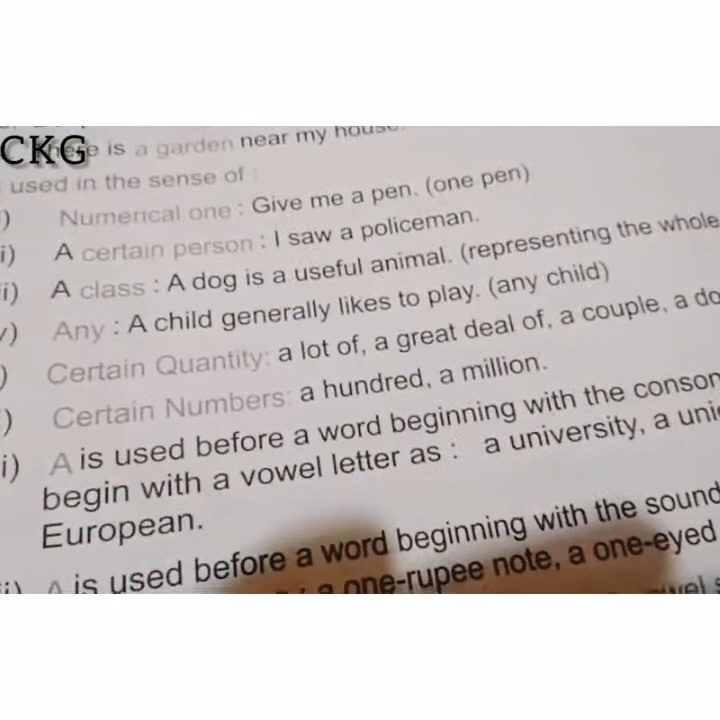 CKG
is a garden near my house.
used in the sense of :
i) Numerical one : Give me a pen. (one pen)
i) A certain person : I saw a policeman.
i) A class : A dog is a useful animal. (representing the whole
Any : A child generally likes to play. (any child)
) Certain Quantity: a lot of, a great deal of, a couple, a do
) Certain Numbers: a hundred, a million.
i) A is used before a word beginning with the conson
begin with a vowel letter as : a university, a uni
European.
A is used before a word beginning with the sound
a one-rupee note, a one-eyed